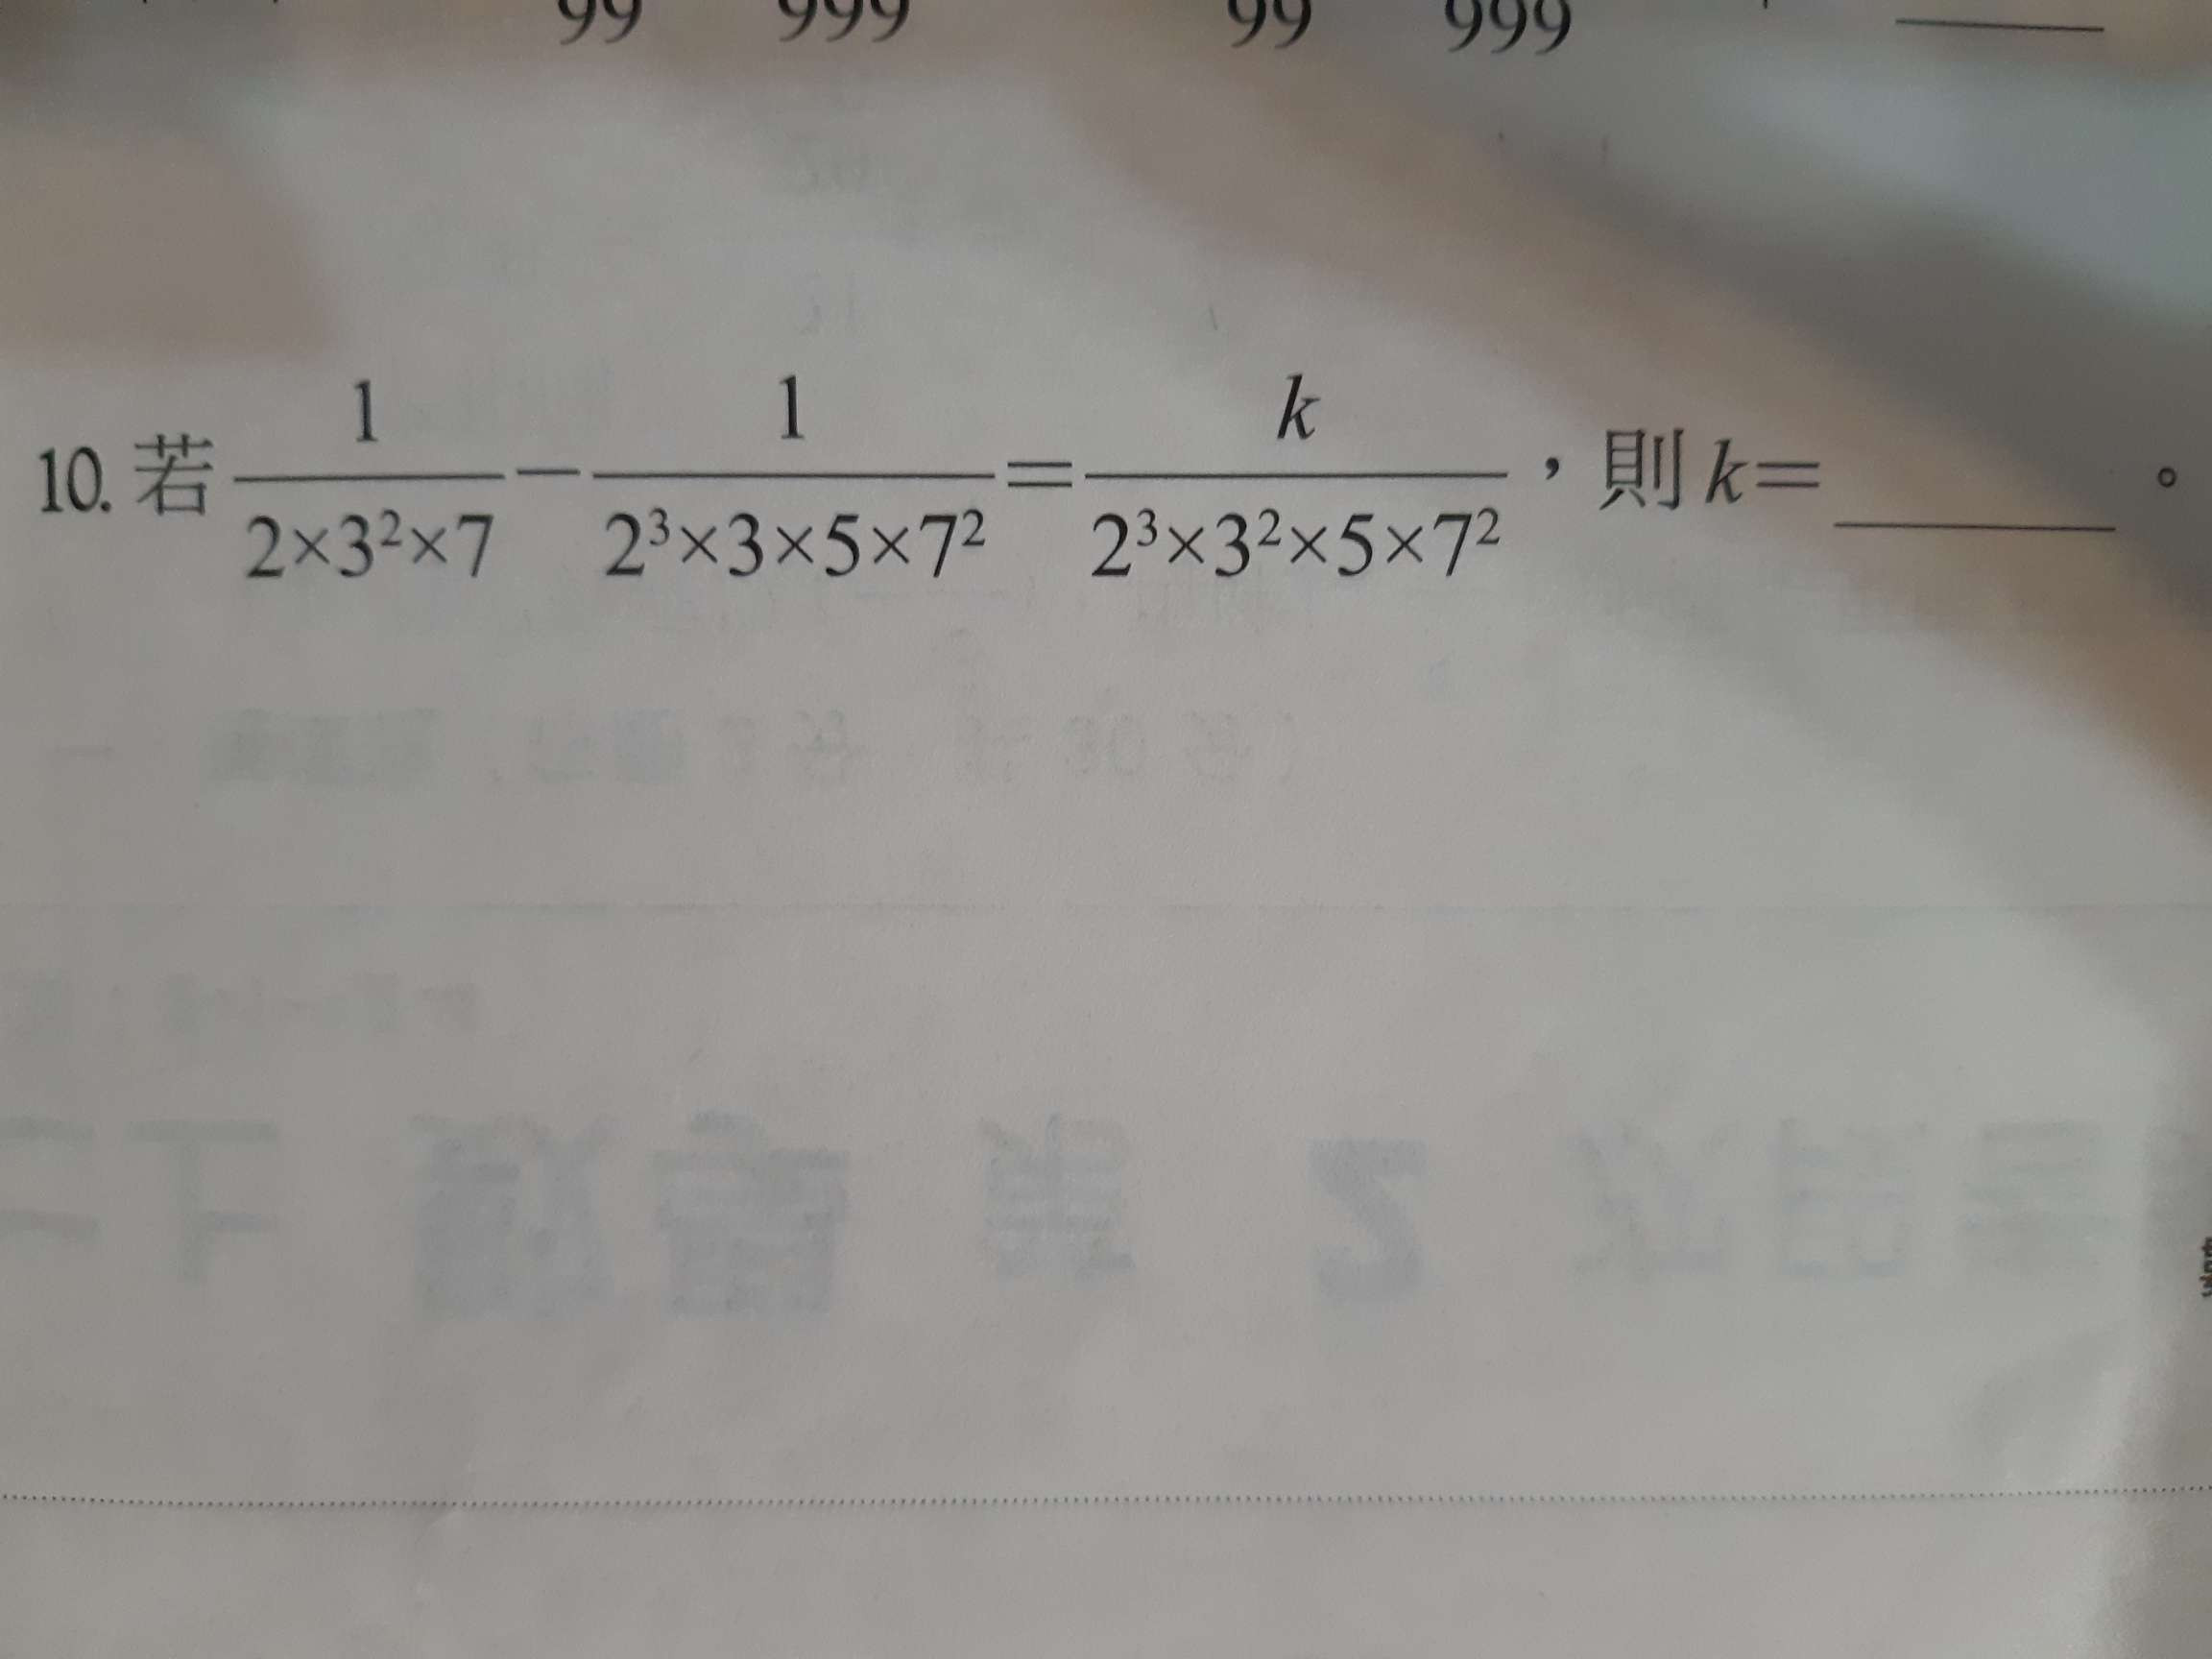 99 999 99 999
10. 若 1/(2×3²×7) − 1/(2³×3×5×7²) = k/(2³×3²×5×7²)，則 k=______。